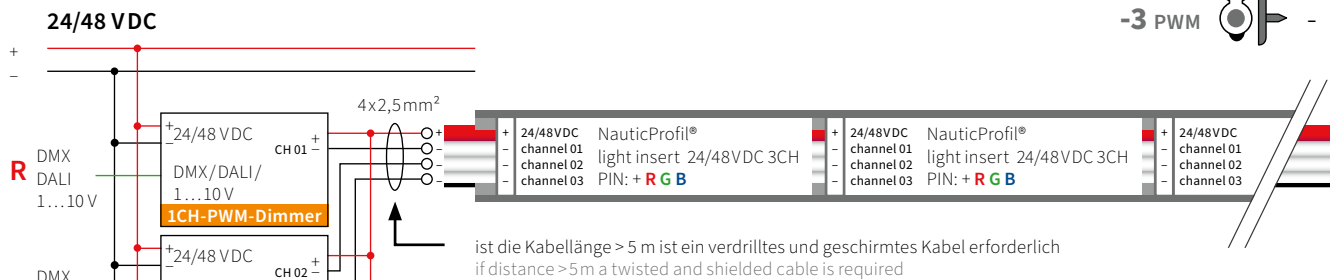 24/48 V DC
-3 PWM
–
+
–
4x2,5mm²
24/48 V DC
+
–
CH 01
+
–
DMX/DALI/
1…10 V
1CH-PWM-Dimmer
R
DMX
DALI
1…10 V
+
–
–
–
+ 24/48VDC
– channel 01
– channel 02
– channel 03
NauticProfil®
light insert 24/48VDC 3CH
PIN: + R G B
+ 24/48VDC
– channel 01
– channel 02
– channel 03
NauticProfil®
light insert 24/48VDC 3CH
PIN: + R G B
+ 24/48VDC
– channel 01
– channel 02
– channel 03
ist die Kabellänge > 5 m ist ein verdrilltes und geschirmtes Kabel erforderlich
if distance >5m a twisted and shielded cable is required
+
–
24/48 V DC
CH 02
+
–
DMX